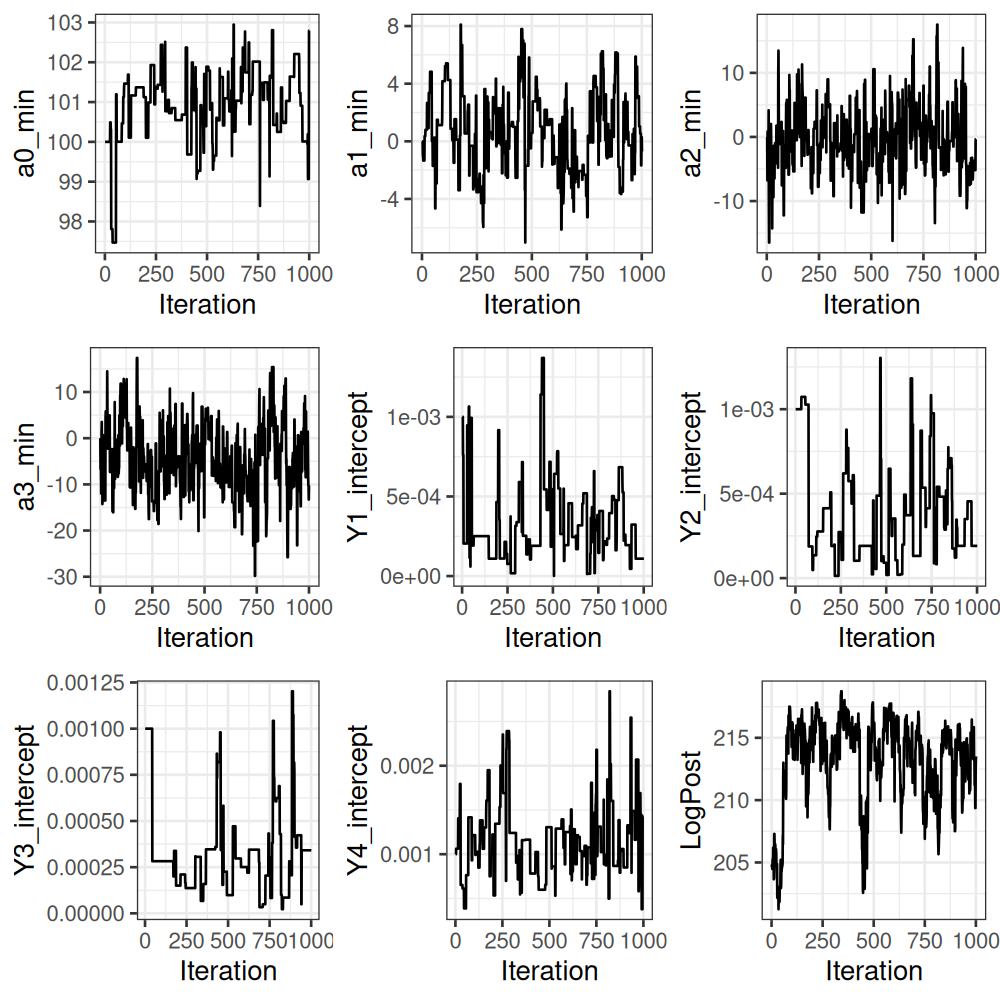 a0_min
103
102
101
100
99
98
0 250 500 750 1000
Iteration
a1_min
8
4
0
-4
0 250 500 750 1000
Iteration
a2_min
10
0
-10
0 250 500 750 1000
Iteration
a3_min
10
0
-10
-20
-30
0 250 500 750 1000
Iteration
Y1_intercept
1e-03
5e-04
0e+00
0 250 500 750 1000
Iteration
Y2_intercept
1e-03
5e-04
0e+00
0 250 500 750 1000
Iteration
Y3_intercept
0.00125
0.00100
0.00075
0.00050
0.00025
0.00000
0 250 500 750 1000
Iteration
Y4_intercept
0.002
0.001
0 250 500 750 1000
Iteration
LogPost
215
210
205
0 250 500 750 1000
Iteration